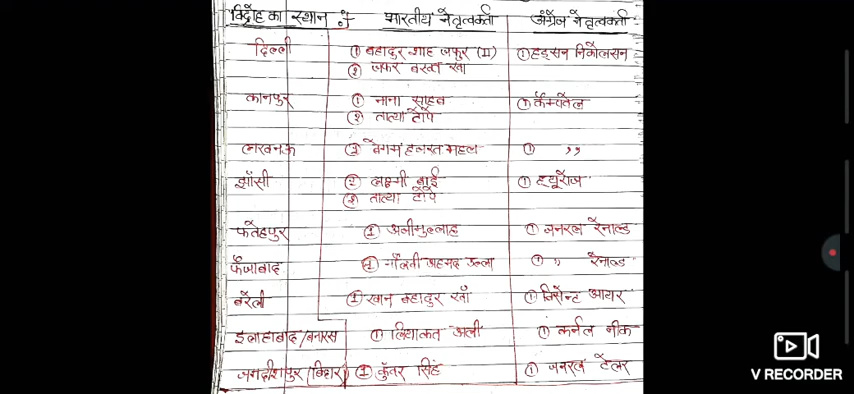 विद्रोह का स्थान भारतीय नेतृत्वकर्ता अंग्रेज नेतृत्वकर्ता
दिल्ली ① बहादुर शाह जफर (II) ① हडसन निकोलसन
② बख्त खां
कानपुर ① नाना साहब ① कैम्पबेल
② तात्या टोपे
लखनऊ ① बेगम हजरत महल ① ,,
झाँसी ① लक्ष्मी बाई ① ह्यूरोज
② तात्या टोपे
फतेहपुर ① अजीमुल्लाह ① जनरल रेनाल्ड
फैजाबाद ① मौलवी अहमद उल्ला ① ,, रेनाल्ड
बरेली ① खान बहादुर खाँ ① विसेन्ट आयर
इलाहाबाद/बनारस ① लियाकत अली ① कर्नल नीक
जगदीशपुर (बिहार) ① कुँवर सिंह ① जनरल टेलर
V RECORDER